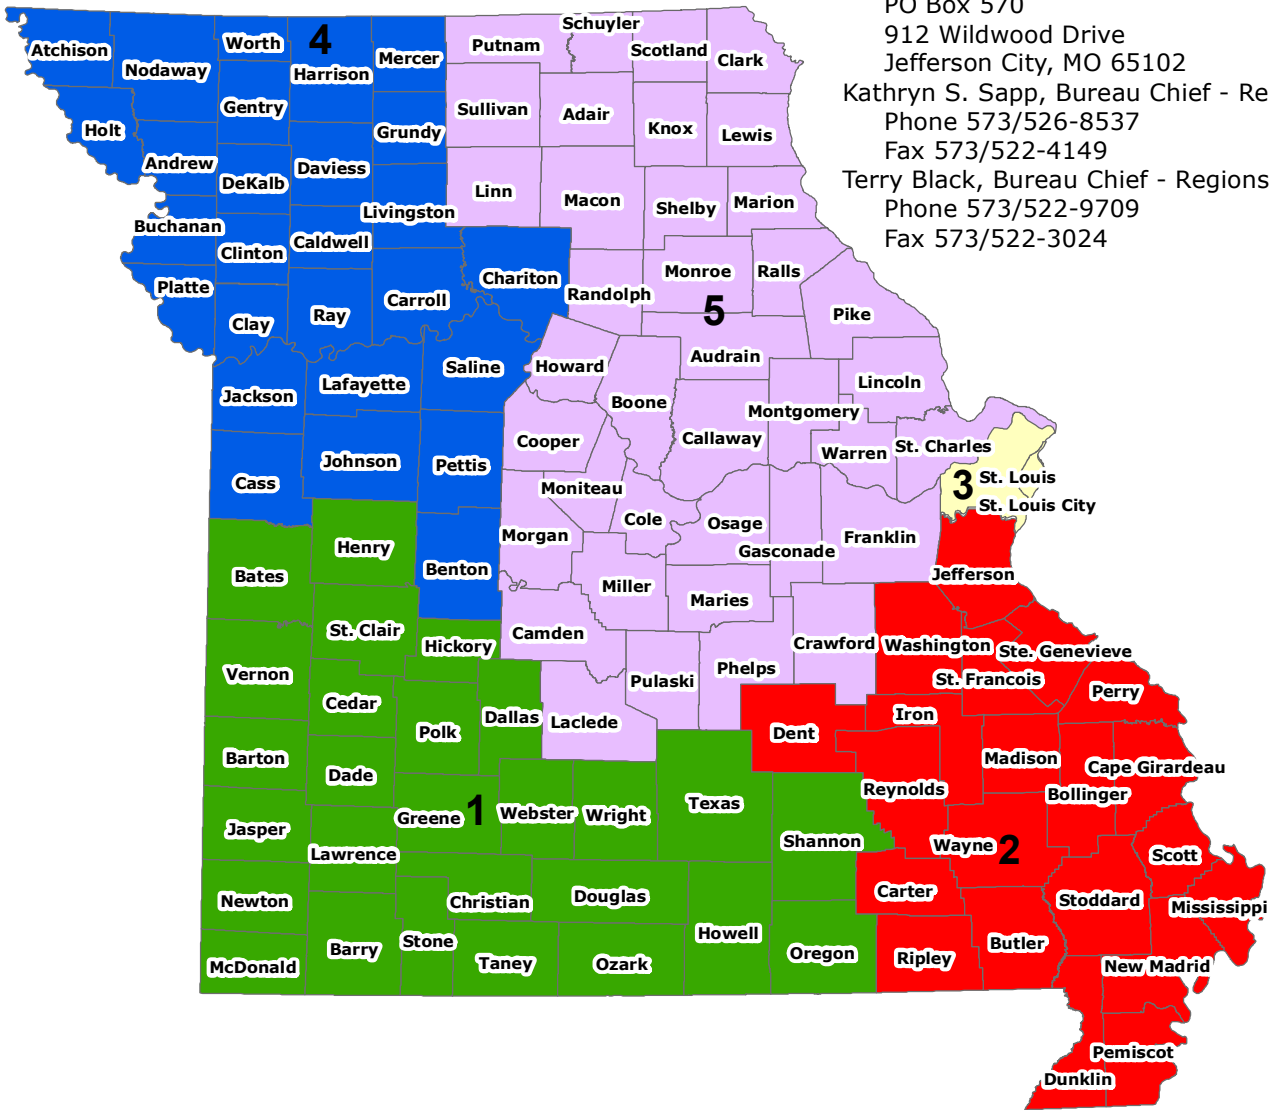 PO Box 570
912 Wildwood Drive
Jefferson City, MO 65102
Kathryn S. Sapp, Bureau Chief - Re
Phone 573/526-8537
Fax 573/522-4149
Terry Black, Bureau Chief - Regions
Phone 573/522-9709
Fax 573/522-3024
Schuyler
Atchison
Nodaway
Worth
4
Harrison
Mercer
Putnam
Scotland
Clark
Holt
Gentry
Grundy
Sullivan
Adair
Knox
Lewis
Andrew
DeKalb
Daviess
Livingston
Linn
Macon
Shelby
Marion
Buchanan
Clinton
Caldwell
Chariton
Randolph
Monroe
Ralls
Platte
Clay
Ray
Carroll
5
Pike
Audrain
Jackson
Lafayette
Saline
Howard
Boone
Lincoln
Montgomery
Cooper
Callaway
Warren
St. Charles
Cass
Johnson
Pettis
Moniteau
3
St. Louis
St. Louis City
Cole
Osage
Morgan
Gasconade
Franklin
Henry
Bates
Benton
Miller
Maries
Jefferson
St. Clair
Hickory
Camden
Crawford
Washington
Ste. Genevieve
Vernon
Cedar
Pulaski
Phelps
St. Francois
Perry
Polk
Dallas
Laclede
Dent
Iron
Barton
Dade
Madison
Cape Girardeau
Reynolds
Bollinger
Jasper
Greene
1
Webster
Wright
Texas
Shannon
Wayne
2
Lawrence
Scott
Newton
Christian
Douglas
Carter
Stoddard
Mississippi
McDonald
Barry
Stone
Taney
Ozark
Howell
Oregon
Ripley
Butler
New Madrid
Pemiscot
Dunklin